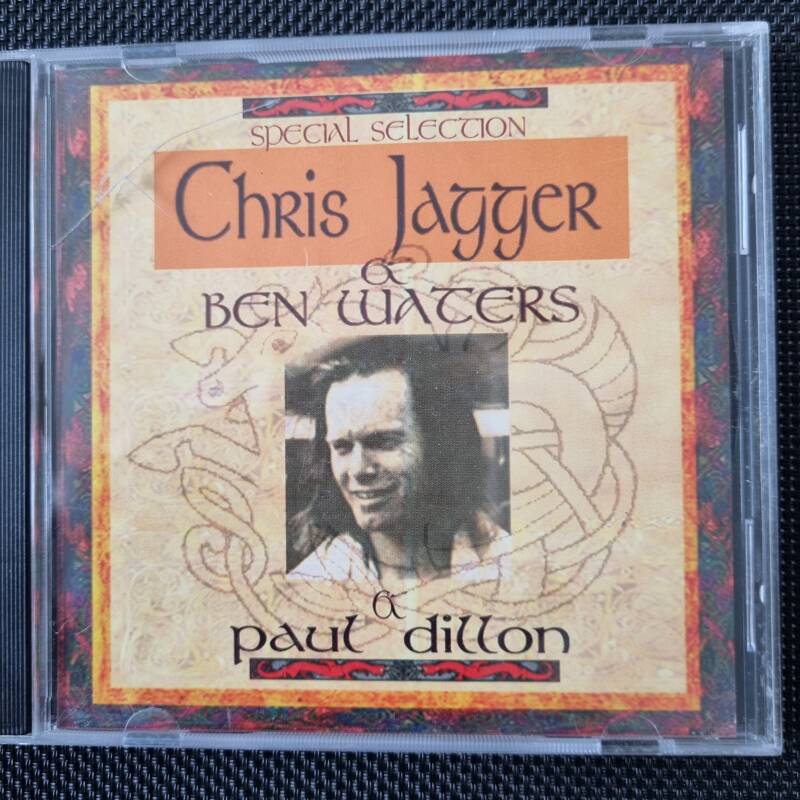 SPECIAL SELECTION
Chris Jagger
&
BEN WATERS
&
paul dillon